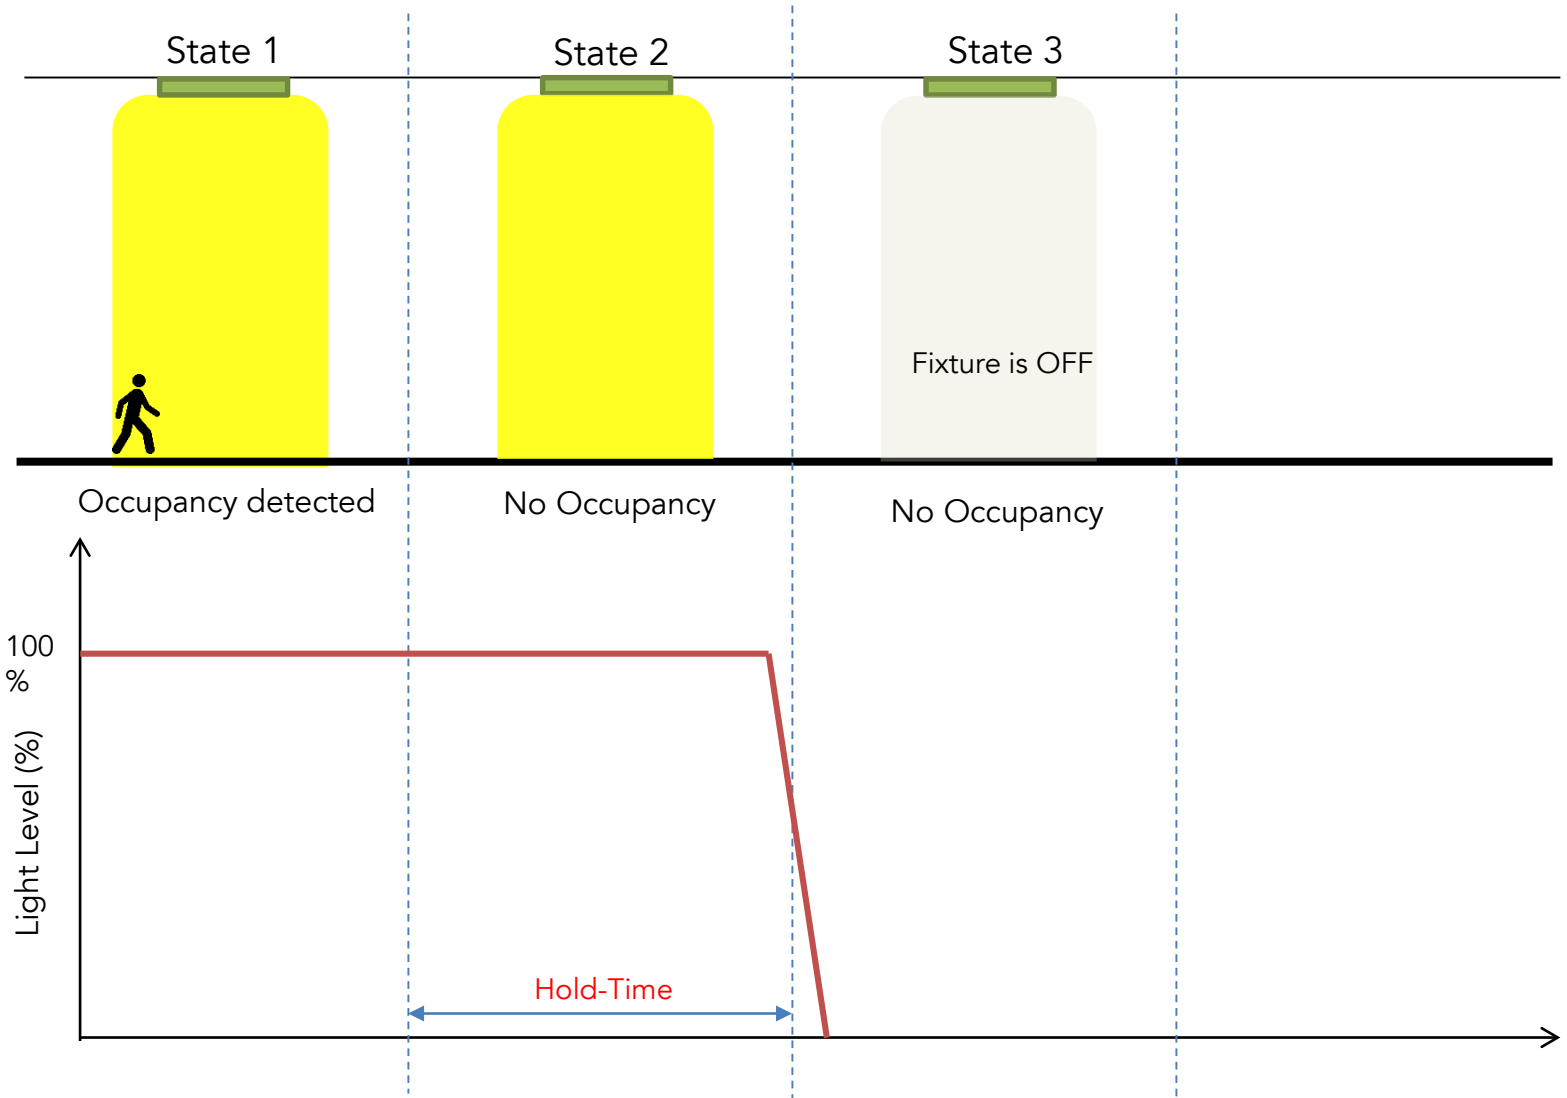 State 1
State 2
State 3
Fixture is OFF
Occupancy detected
No Occupancy
No Occupancy
100
%
Light Level (%)
Hold-Time